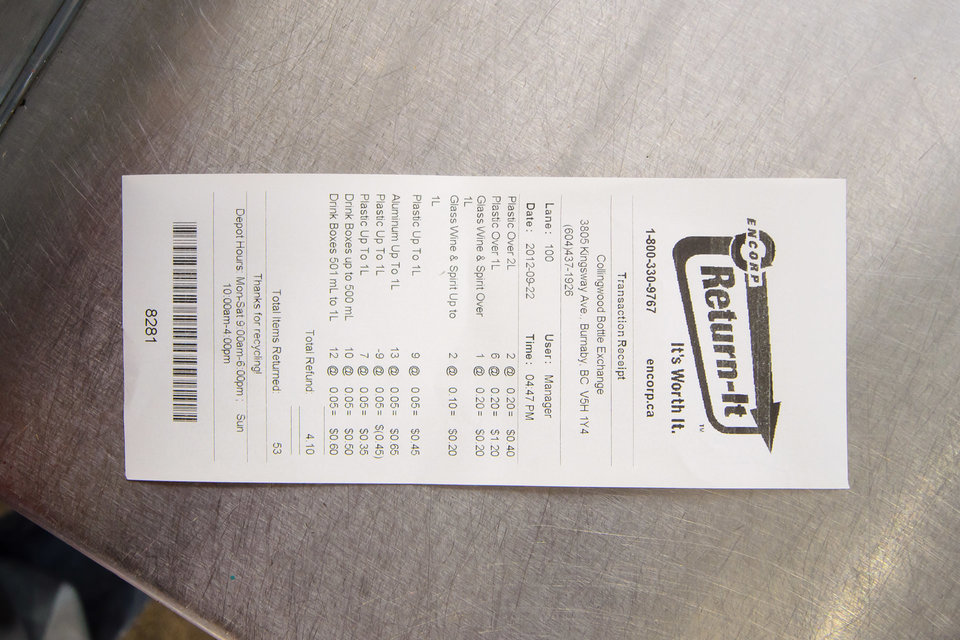 ENCORP
Return-It
TM
It's Worth It.
1-800-330-9767 encorp.ca
Transaction Receipt
Collingwood Bottle Exchange
3805 Kingsway Ave., Burnaby, BC V5H 1Y4
(604)437-1926
Lane: 100 User: Manager
Date: 2012-09-22 Time: 04:47 PM
Plastic Over 2L 2 @ 0.20= $0.40
Plastic Over 1L 6 @ 0.20= $1.20
Glass Wine & Spirit Over 1 @ 0.20= $0.20
1L
Glass Wine & Spirit Up to 2 @ 0.10= $0.20
1L
Plastic Up To 1L 9 @ 0.05= $0.45
Aluminum Up To 1L 13 @ 0.05= $0.65
Plastic Up To 1L -9 @ 0.05= $(0.45)
Plastic Up To 1L 7 @ 0.05= $0.35
Drink Boxes up to 500 mL 10 @ 0.05= $0.50
Drink Boxes 501 mL to 1L 12 @ 0.05= $0.60
Total Refund: 4.10
Total Items Returned: 53
Thanks for recycling!
Depot Hours: Mon-Sat 9:00am-6:00pm ; Sun
10:00am-4:00pm
8281